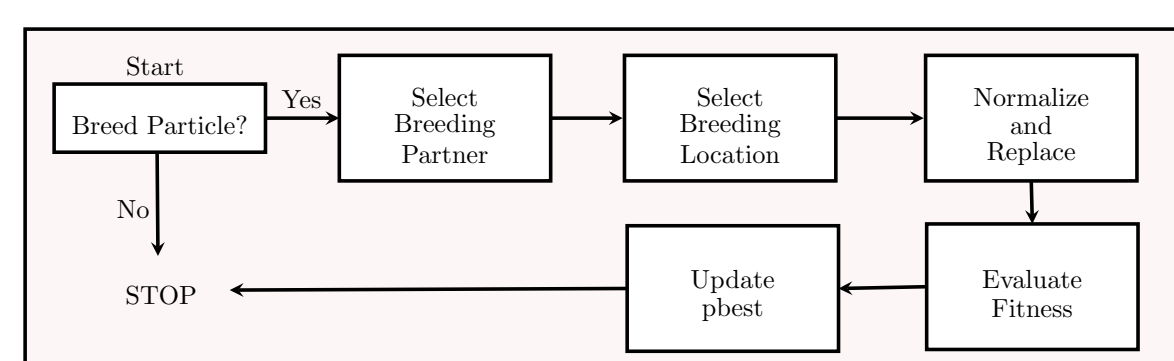 Start
Breed Particle?
Yes
Select
Breeding
Partner
Select
Breeding
Location
Normalize
and
Replace
No
STOP
Update
pbest
Evaluate
Fitness